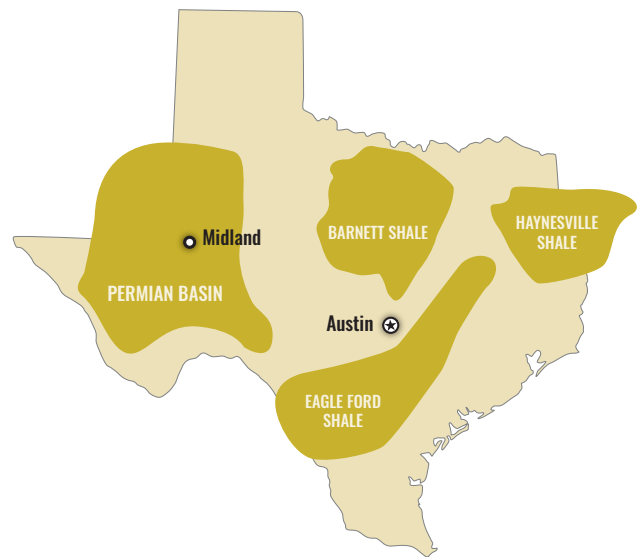 BARNETT SHALE
HAYNESVILLE
SHALE
Midland
PERMIAN BASIN
Austin
EAGLE FORD
SHALE